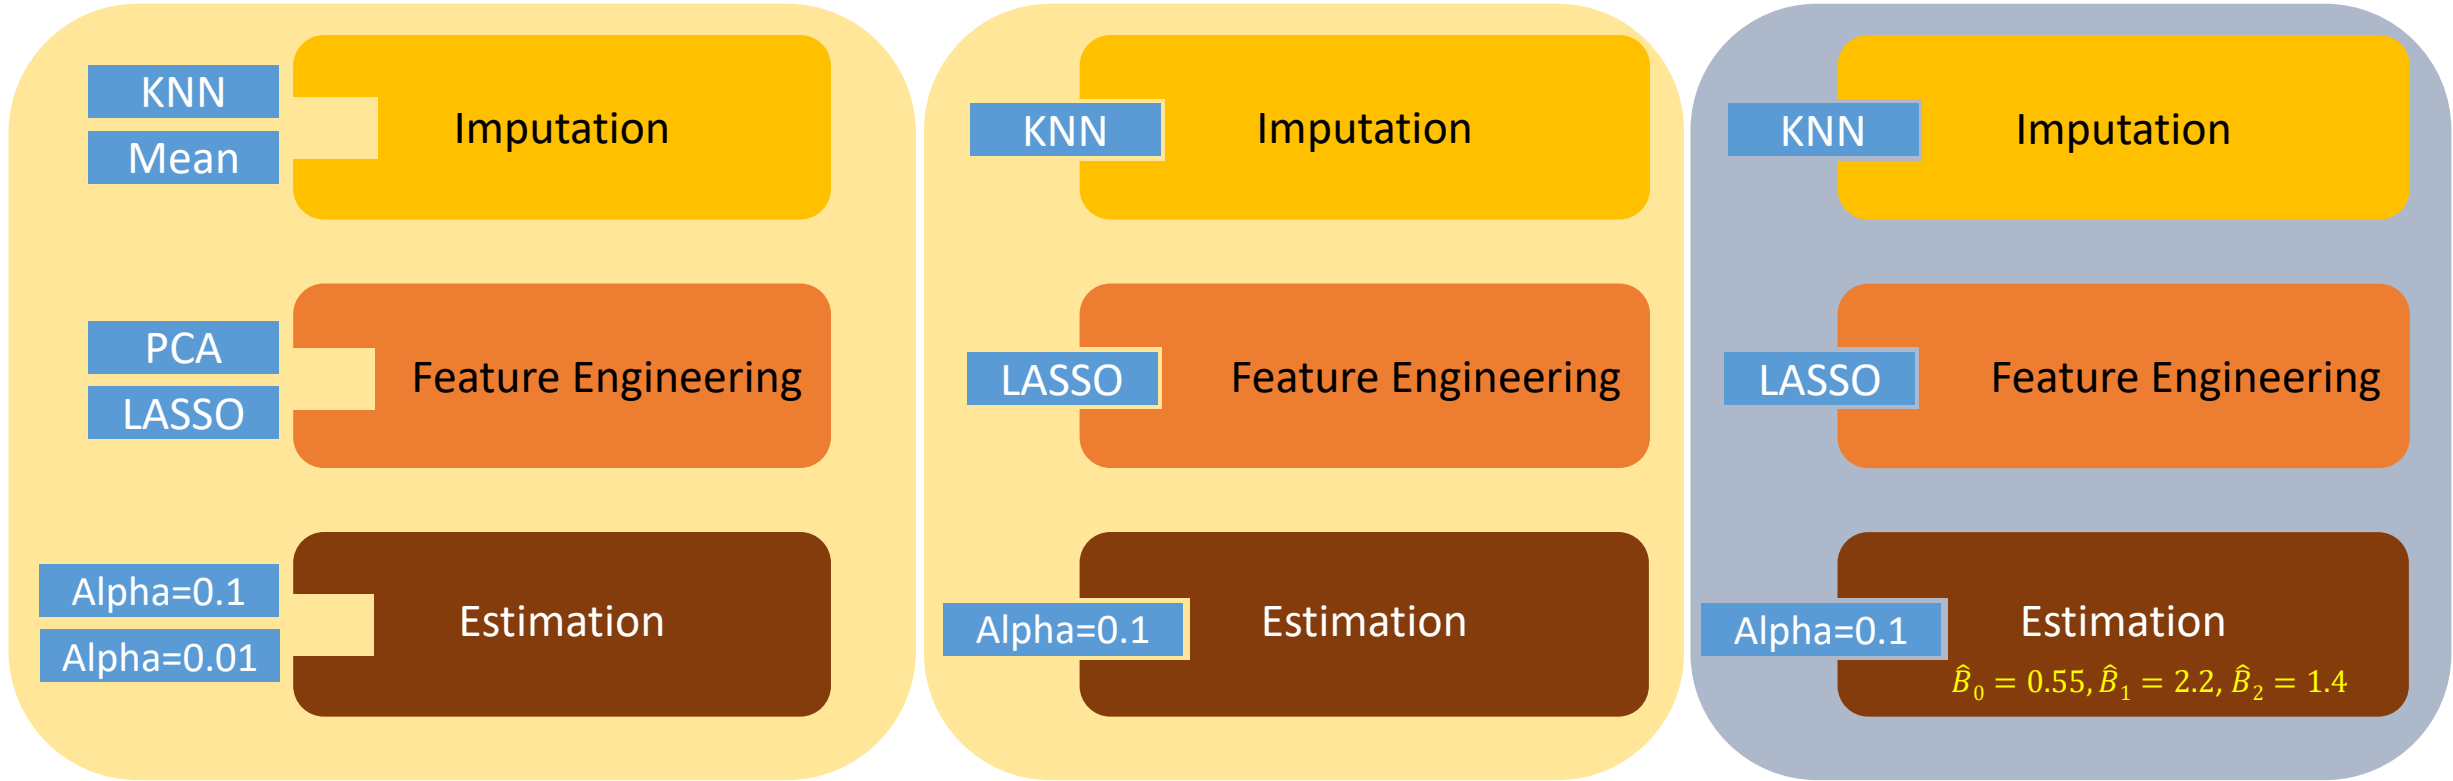 KNN
Mean
Imputation
PCA
LASSO
Feature Engineering
Alpha=0.1
Alpha=0.01
Estimation
KNN
Imputation
LASSO
Feature Engineering
Alpha=0.1
Estimation
KNN
Imputation
LASSO
Feature Engineering
Alpha=0.1
Estimation
B̂₀ = 0.55, B̂₁ = 2.2, B̂₂ = 1.4